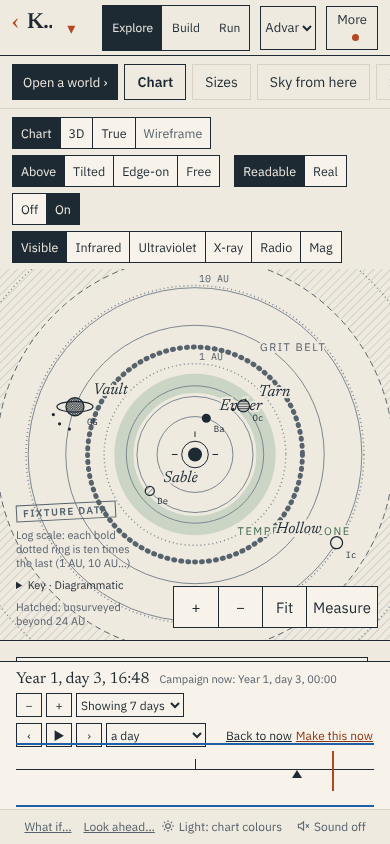 ‹ K.. ▾ Explore Build Run Advar More
Open a world › Chart Sizes Sky from here
Chart 3D True Wireframe
Above Tilted Edge-on Free Readable Real
Off On
Visible Infrared Ultraviolet X-ray Radio Mag
10 AU
GRIT BELT
1 AU
Vault
Tarn
Ember
Oc
Gg
Ba
Sable
De
FIXTURE DATA
Hollow
Ic
Log scale: each bold
dotted ring is ten times
the last (1 AU, 10 AU...)
Key · Diagrammatic
Hatched: unsurveyed
beyond 24 AU
+ − Fit Measure
Year 1, day 3, 16:48 Campaign now: Year 1, day 3, 00:00
− + Showing 7 days
‹ ▶ › a day Back to now Make this now
What if... Look ahead... Light: chart colours Sound off